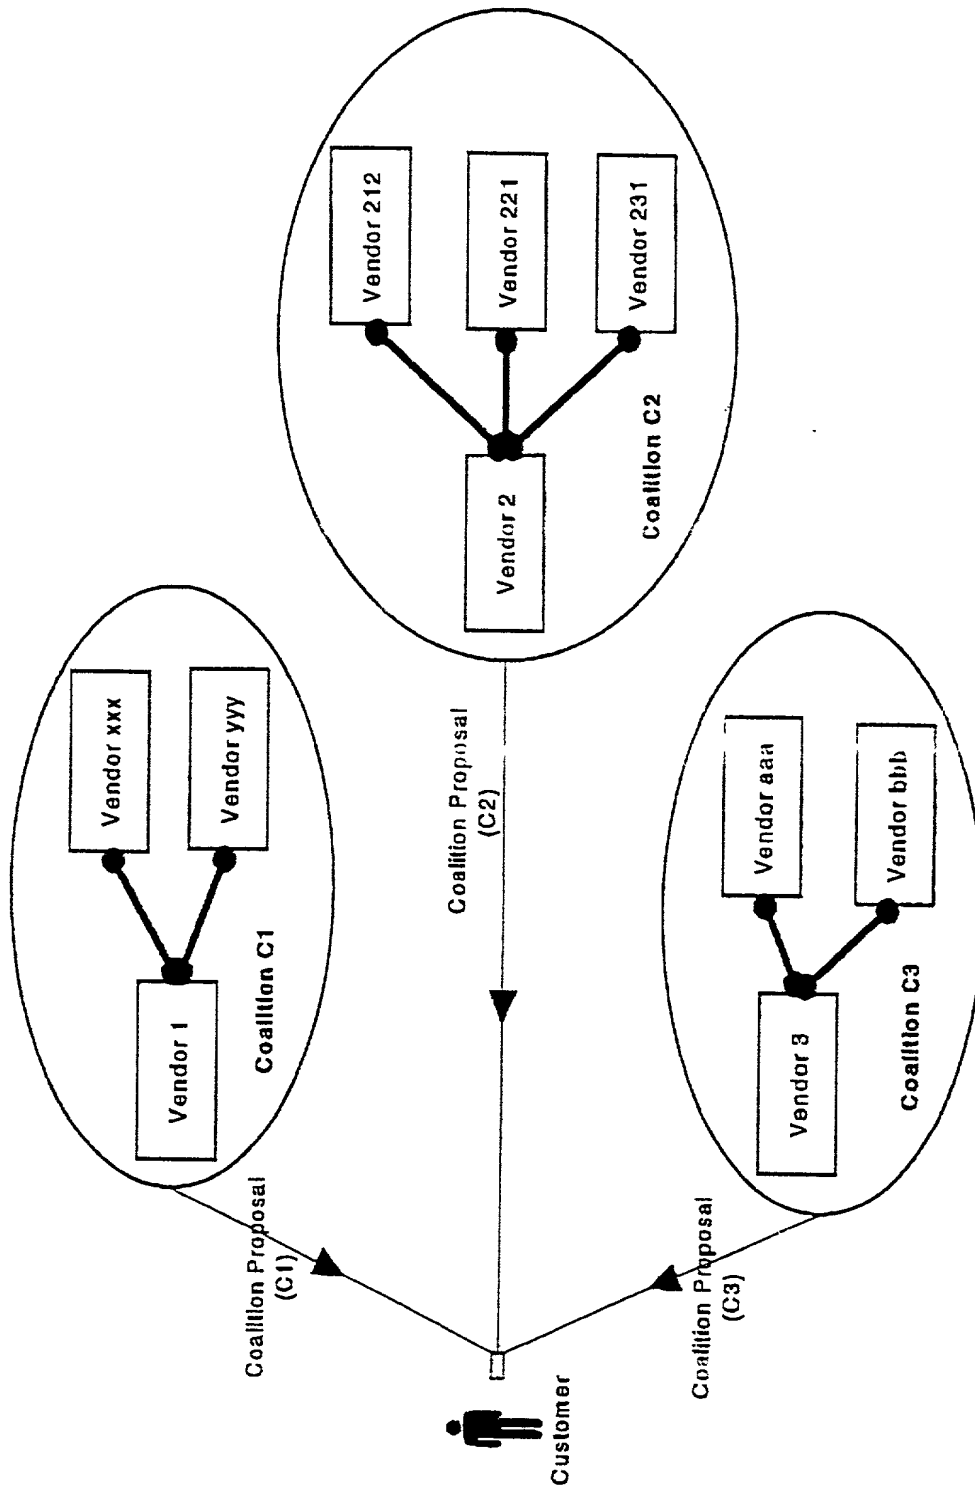 Vendor xxx
Vendor yyy
Vendor 1
Coalition C1
Coalition Proposal
(C1)
Vendor 212
Vendor 221
Vendor 231
Vendor 2
Coalition C2
Coalition Proposal
(C2)
Customer
Vendor aaa
Vendor bbb
Vendor 3
Coalition C3
Coalition Proposal
(C3)